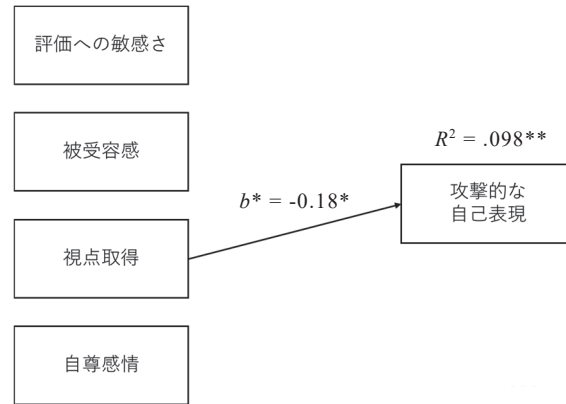 評価への敏感さ
被受容感
R² = .098**
攻撃的な
自己表現
b* = -0.18*
視点取得
自尊感情